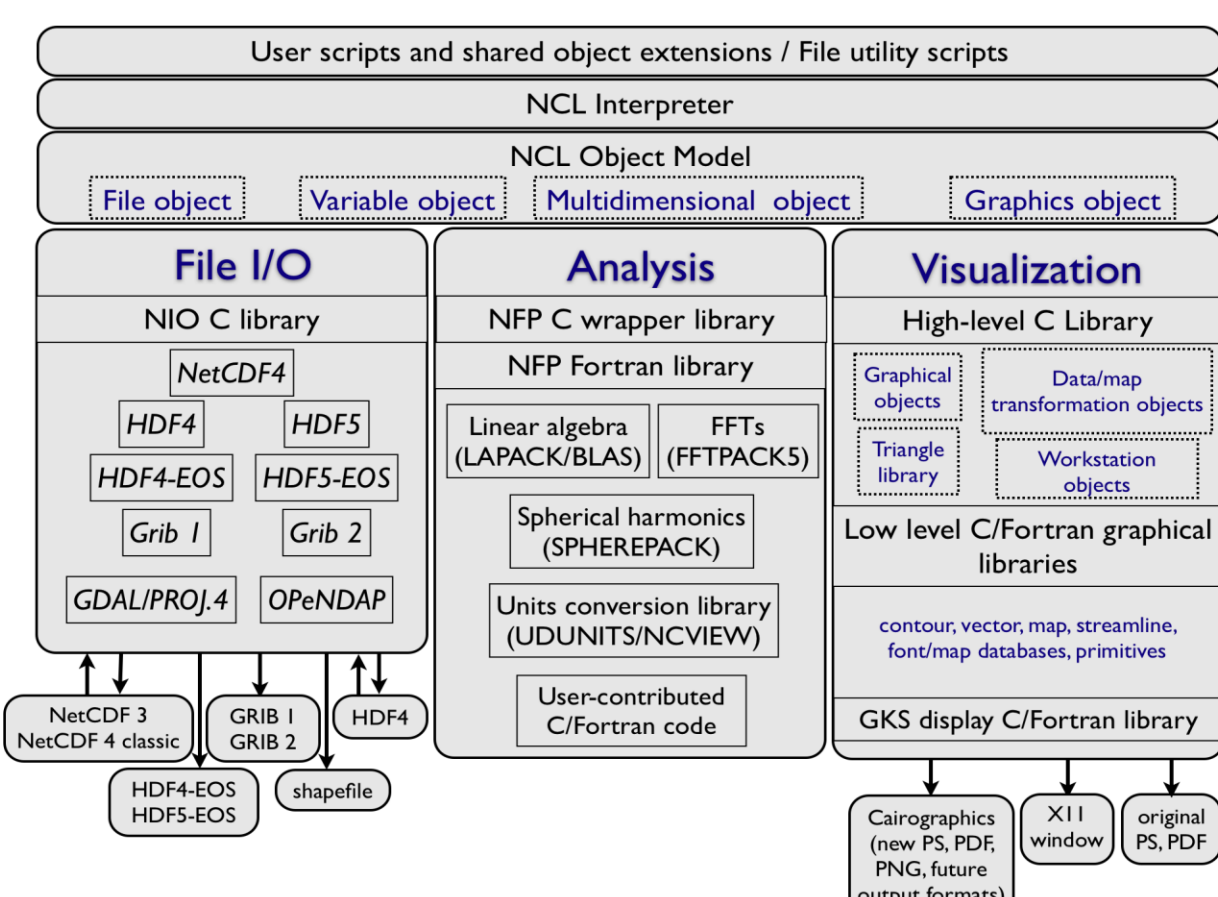 User scripts and shared object extensions / File utility scripts
NCL Interpreter
NCL Object Model
File object
Variable object
Multidimensional object
Graphics object
File I/O
NIO C library
NetCDF4
HDF4
HDF5
HDF4-EOS
HDF5-EOS
Grib 1
Grib 2
GDAL/PROJ.4
OPeNDAP
NetCDF 3
NetCDF 4 classic
GRIB 1
GRIB 2
HDF4
HDF4-EOS
HDF5-EOS
shapefile
Analysis
NFP C wrapper library
NFP Fortran library
Linear algebra
(LAPACK/BLAS)
FFTs
(FFTPACK5)
Spherical harmonics
(SPHEREPACK)
Units conversion library
(UDUNITS/NCVIEW)
User-contributed
C/Fortran code
Visualization
High-level C Library
Graphical
objects
Data/map
transformation objects
Triangle
library
Workstation
objects
Low level C/Fortran graphical
libraries
contour, vector, map, streamline,
font/map databases, primitives
GKS display C/Fortran library
Cairographics
(new PS, PDF,
PNG, future
output formats)
X11
window
original
PS, PDF